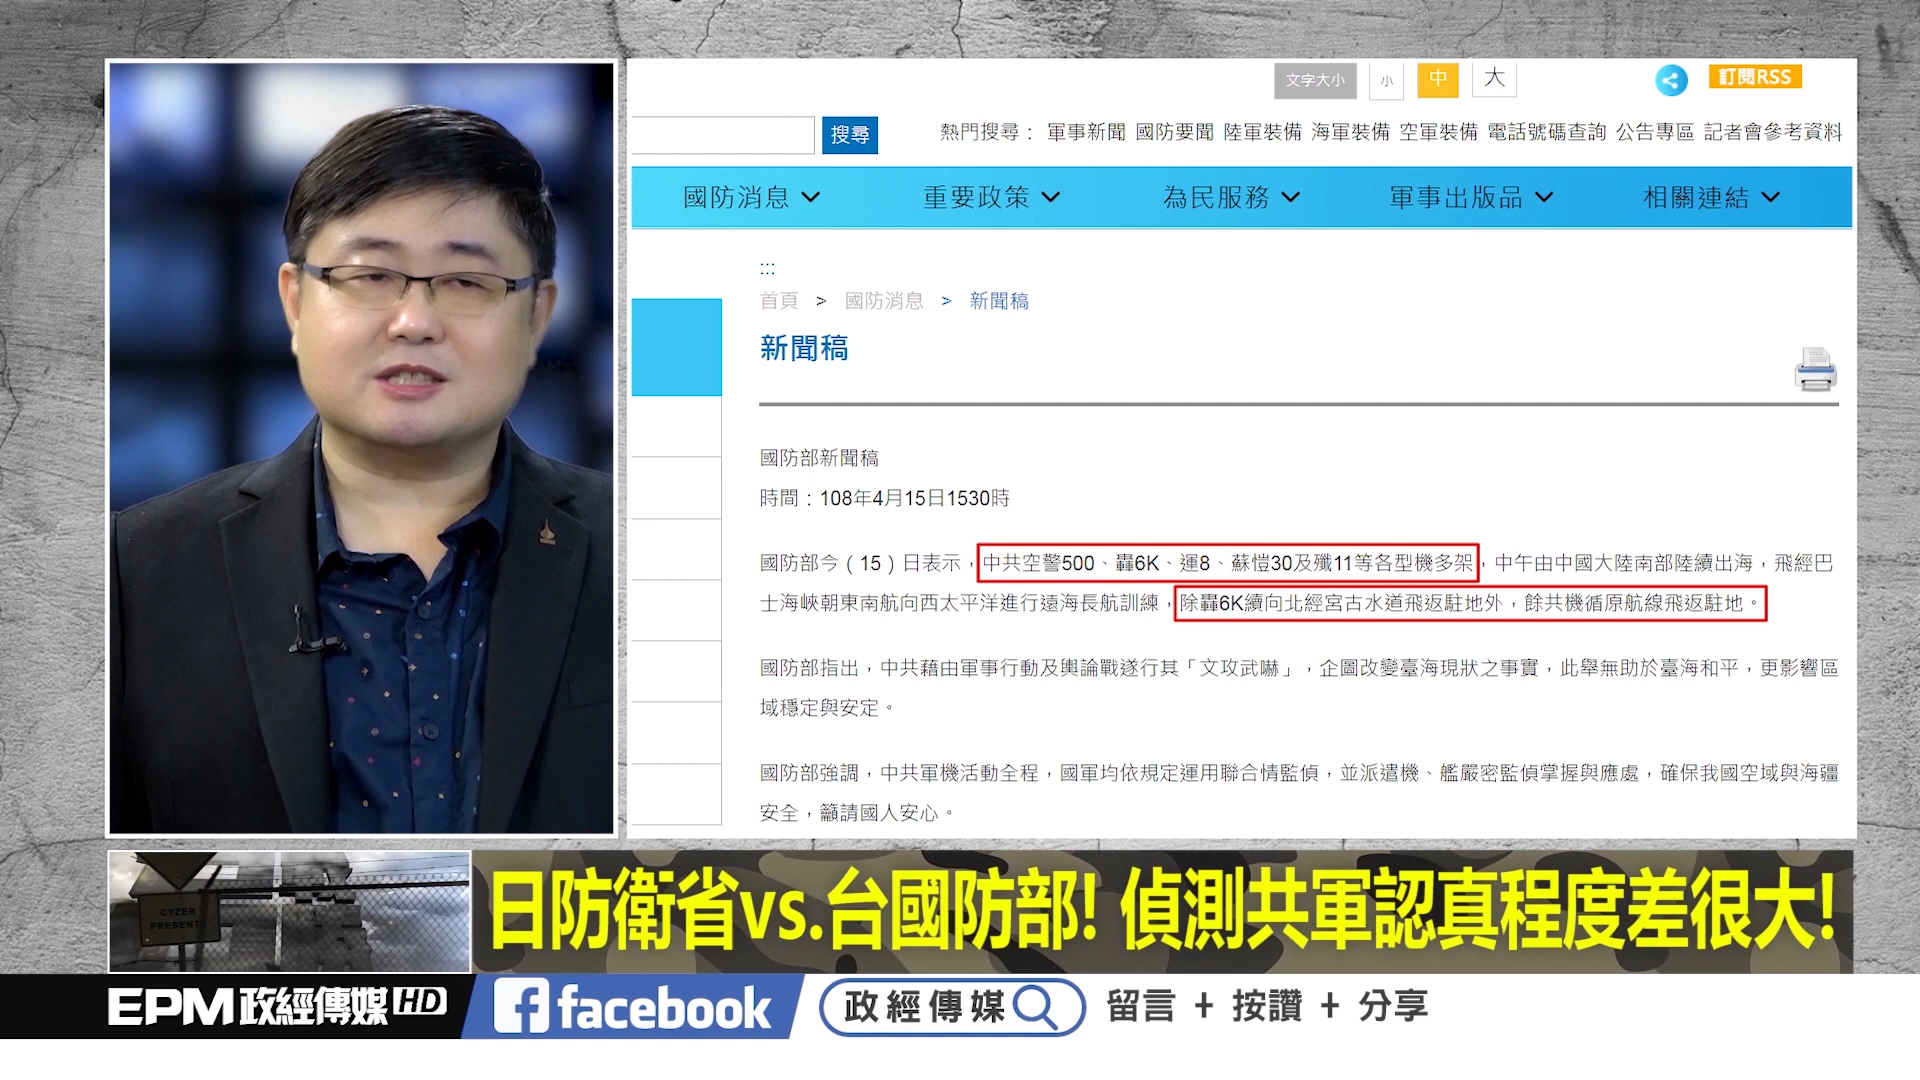 文字大小 小 中 大 訂閱RSS
搜尋 熱門搜尋： 軍事新聞 國防要聞 陸軍裝備 海軍裝備 空軍裝備 電話號碼查詢 公告專區 記者會參考資料
國防消息 重要政策 為民服務 軍事出版品 相關連結
:::
首頁 > 國防消息 > 新聞稿
新聞稿
國防部新聞稿
時間：108年4月15日1530時
國防部今（15）日表示，中共空警500、轟6K、運8、蘇愷30及殲11等各型機多架，中午由中國大陸南部陸續出海，飛經巴
士海峽朝東南航向西太平洋進行遠海長航訓練，除轟6K續向北經宮古水道飛返駐地外，餘共機循原航線飛返駐地。
國防部指出，中共藉由軍事行動及輿論戰遂行其「文攻武嚇」，企圖改變臺海現狀之事實，此舉無助於臺海和平，更影響區
域穩定與安定。
國防部強調，中共軍機活動全程，國軍均依規定運用聯合情監偵，並派遣機、艦嚴密監偵掌握與應處，確保我國空域與海疆
安全，籲請國人安心。
CYZER
PRESENT
日防衛省vs.台國防部! 偵測共軍認真程度差很大!
EPM政經傳媒HD facebook 政經傳媒 留言 + 按讚 + 分享